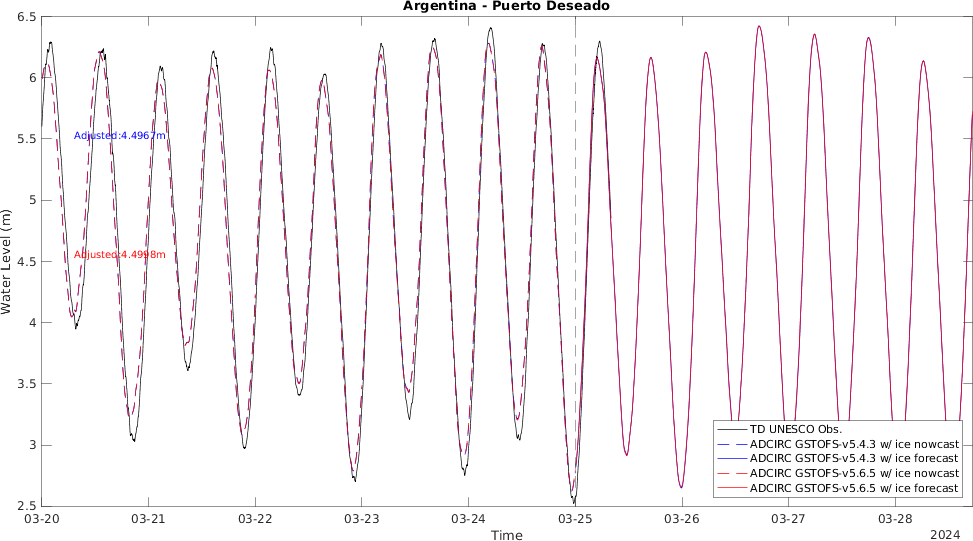 Argentina - Puerto Deseado
Water Level (m)
6.5
6
5.5
5
4.5
4
3.5
3
2.5
Adjusted:4.4967m
Adjusted:4.4998m
TD UNESCO Obs.
ADCIRC GSTOFS-v5.4.3 w/ ice nowcast
ADCIRC GSTOFS-v5.4.3 w/ ice forecast
ADCIRC GSTOFS-v5.6.5 w/ ice nowcast
ADCIRC GSTOFS-v5.6.5 w/ ice forecast
03-20 03-21 03-22 03-23 03-24 03-25 03-26 03-27 03-28
Time
2024